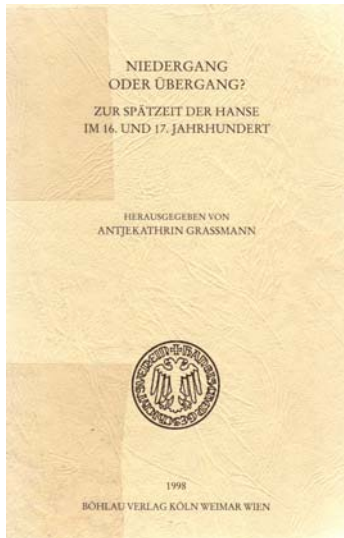 NIEDERGANG
ODER ÜBERGANG?
ZUR SPÄTZEIT DER HANSE
IM 16. UND 17. JAHRHUNDERT
HERAUSGEGEBEN VON
ANTJEKATHRIN GRASSMANN
1998
BÖHLAU VERLAG KÖLN WEIMAR WIEN